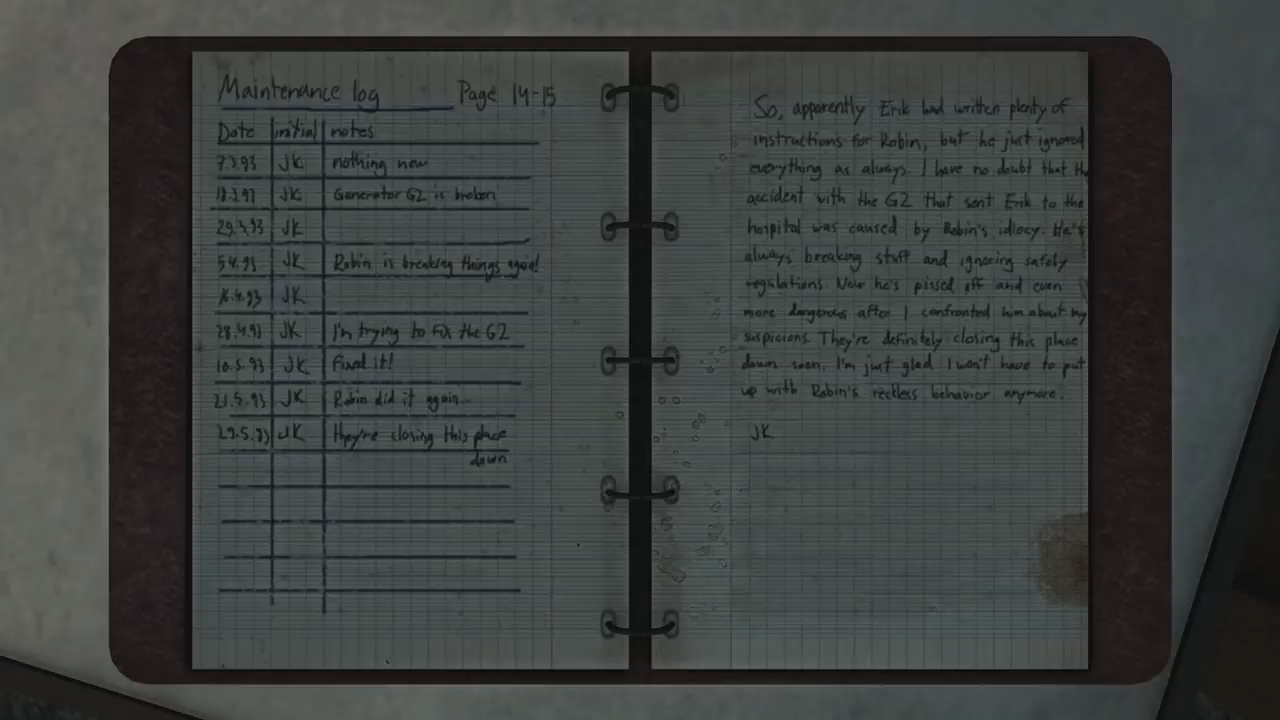 Maintenance log Page 14-15
Date initial notes
7.3.93 JK nothing new
18.3.93 JK Generator G2 is broken
29.3.93 JK
5.4.93 JK Robin is breaking things again!
16.4.93 JK
28.4.93 JK I'm trying to fix the G2
10.5.93 JK Fixed it!
21.5.93 JK Robin did it again...
29.5.93 JK they're closing this place
down
So, apparently Erik had written plenty of
instructions for Robin, but he just ignored
everything as always. I have no doubt that the
accident with the G2 that sent Erik to the
hospital was caused by Robin's idiocy. He's
always breaking stuff and ignoring safety
regulations. Now he's pissed off and even
more dangerous after I confronted him about my
suspicions. They're definitely closing this place
down soon. I'm just glad I won't have to put
up with Robin's reckless behavior anymore.
JK